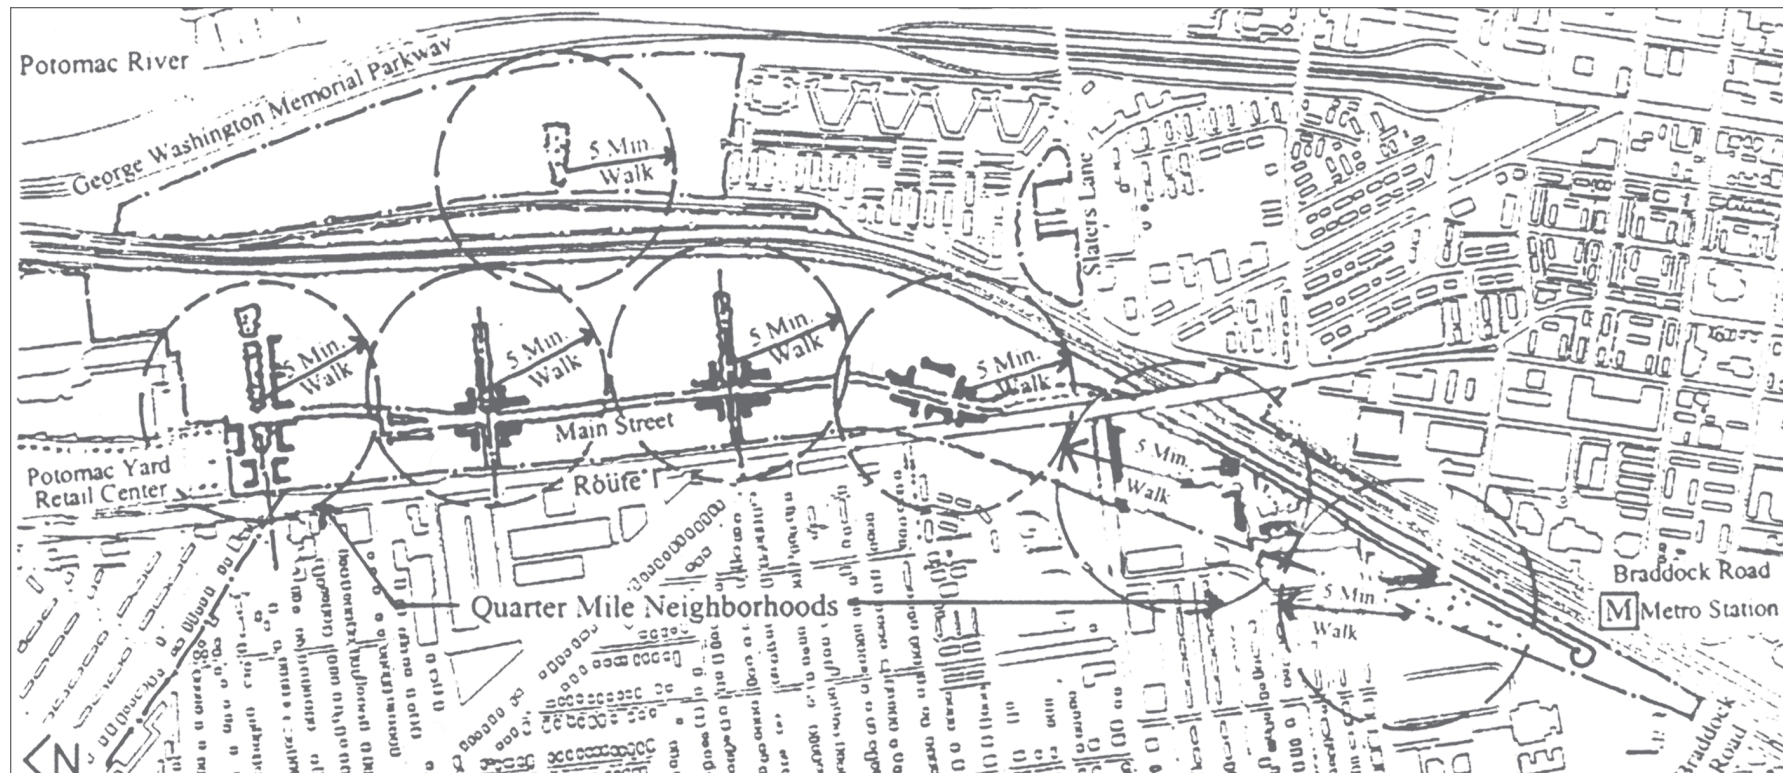 Potomac River
George Washington Memorial Parkway
5 Min.
Walk
Slaters Lane
5 Min.
Walk
5 Min.
Walk
5 Min.
Walk
5 Min.
Walk
Main Street
Potomac Yard
Retail Center
Route 1
5 Min.
Walk
Quarter Mile Neighborhoods
5 Min
Walk
Braddock Road
M Metro Station
Braddock
Road
N